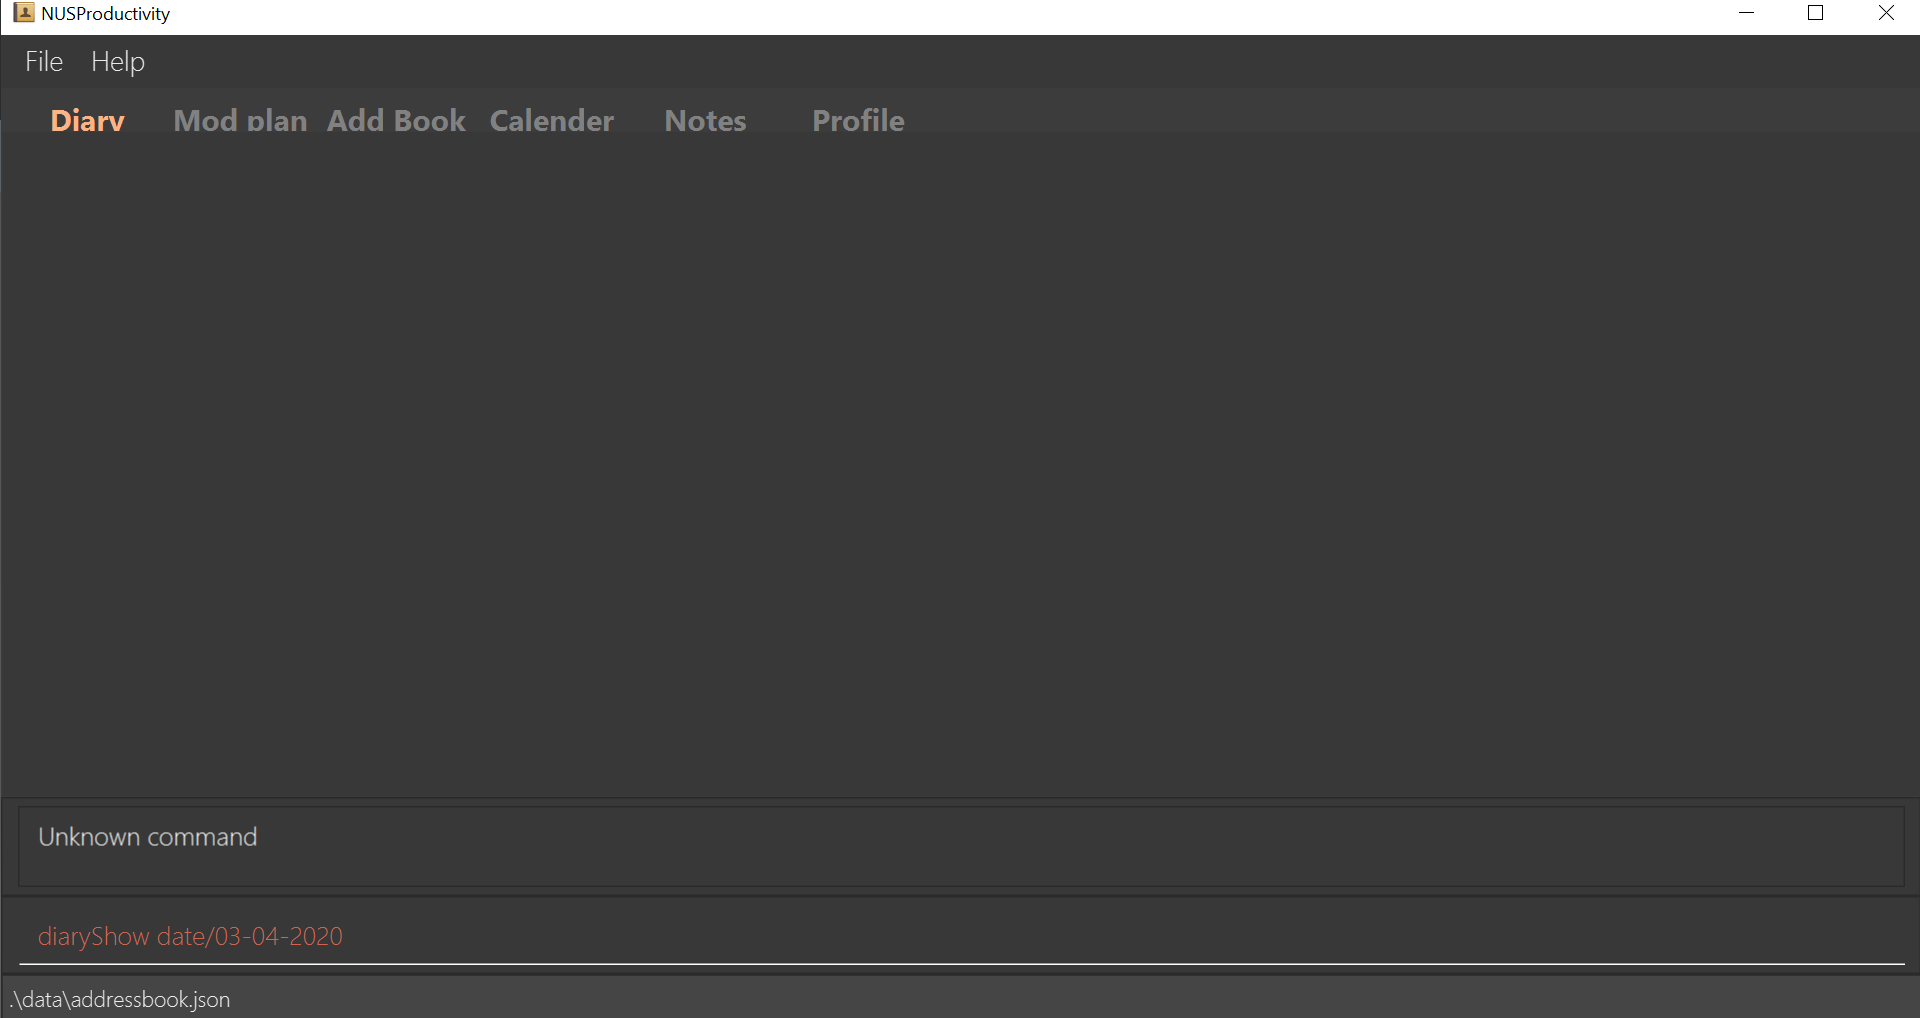 NUSProductivity
File Help
Diary Mod plan Add Book Calender Notes Profile
Unknown command
diaryShow date/03-04-2020
.\data\addressbook.json